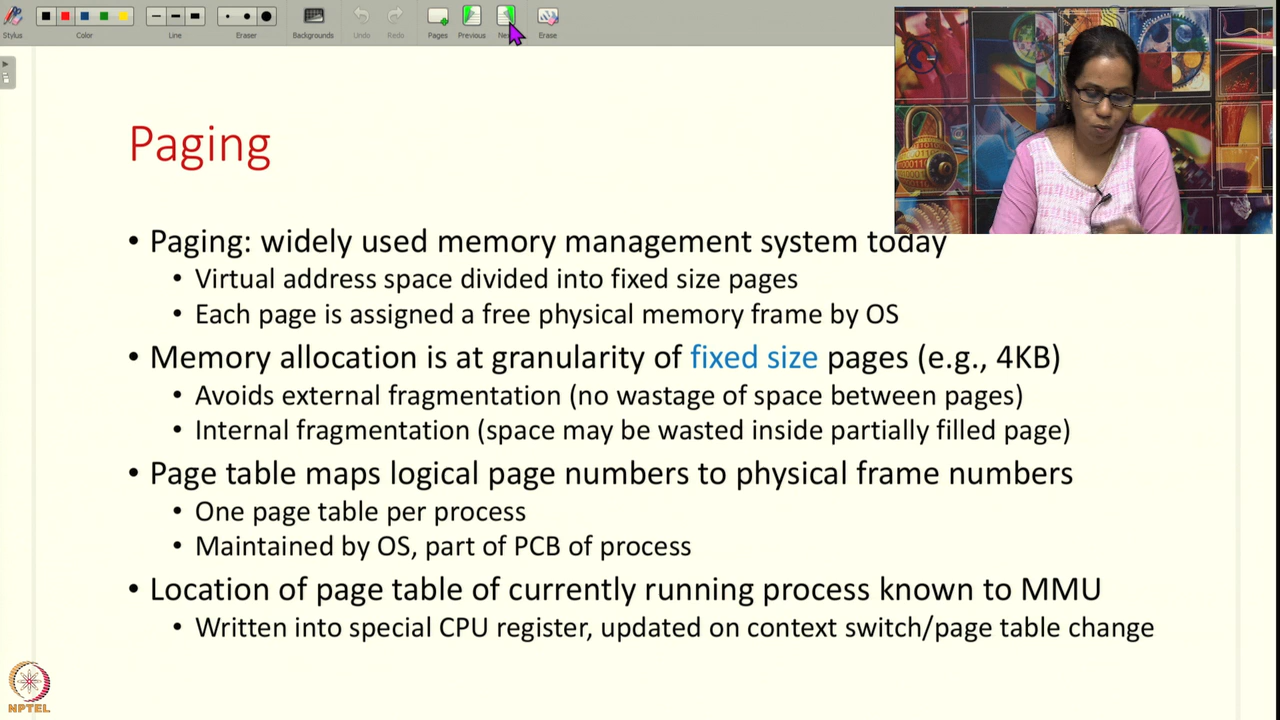 Stylus
Color
Line
Eraser
Backgrounds
Undo
Redo
Pages
Previous
Erase
Paging
• Paging: widely used memory management system today
• Virtual address space divided into fixed size pages
• Each page is assigned a free physical memory frame by OS
• Memory allocation is at granularity of fixed size pages (e.g., 4KB)
• Avoids external fragmentation (no wastage of space between pages)
• Internal fragmentation (space may be wasted inside partially filled page)
• Page table maps logical page numbers to physical frame numbers
• One page table per process
• Maintained by OS, part of PCB of process
• Location of page table of currently running process known to MMU
• Written into special CPU register, updated on context switch/page table change
NPTEL